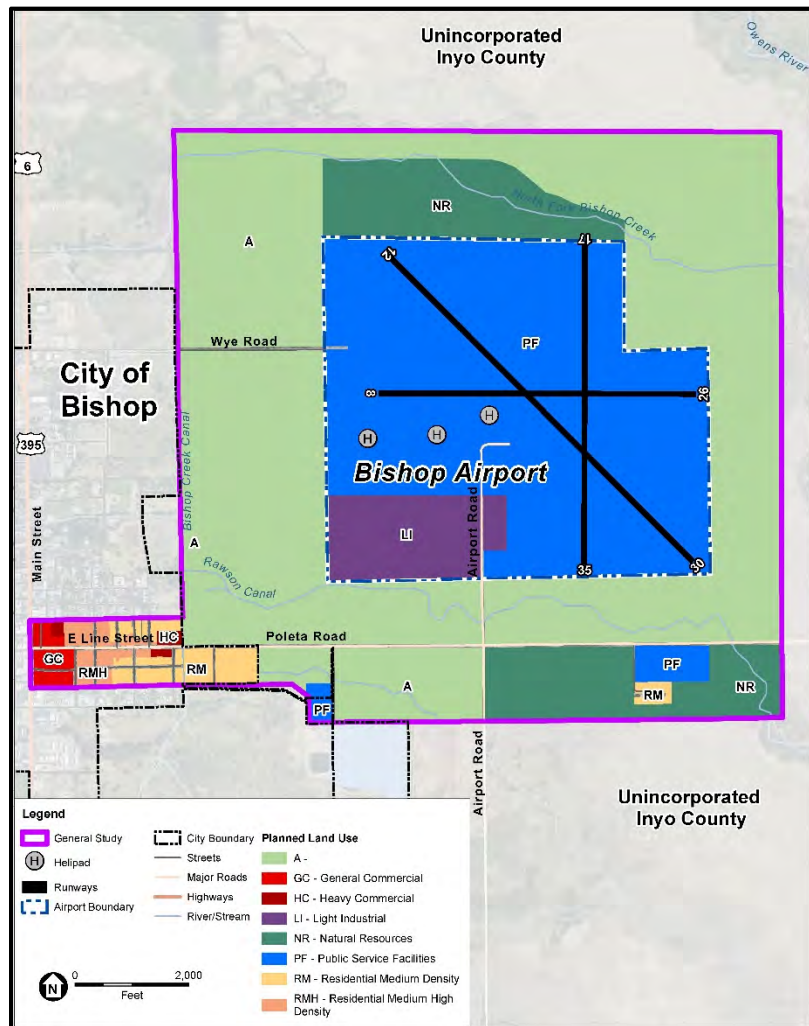 Unincorporated
Inyo County
Owens River
6
NR
North Fork Bishop Creek
A
17
12
PF
Wye Road
City of
Bishop
8
26
H
H
H
395
Bishop Creek Canal
Bishop Airport
Main Street
LI
Airport Road
A
35
30
Rawson Canal
E Line Street
HC
Poleta Road
GC
RMH
RM
A
PF
RM
NR
PF
Airport Road
Unincorporated
Inyo County
Legend
General Study
H Helipad
Runways
Airport Boundary
City Boundary
Streets
Major Roads
Highways
River/Stream
Planned Land Use
A -
GC - General Commercial
HC - Heavy Commercial
LI - Light Industrial
NR - Natural Resources
PF - Public Service Facilities
RM - Residential Medium Density
RMH - Residential Medium High
Density
N
0 2,000
Feet